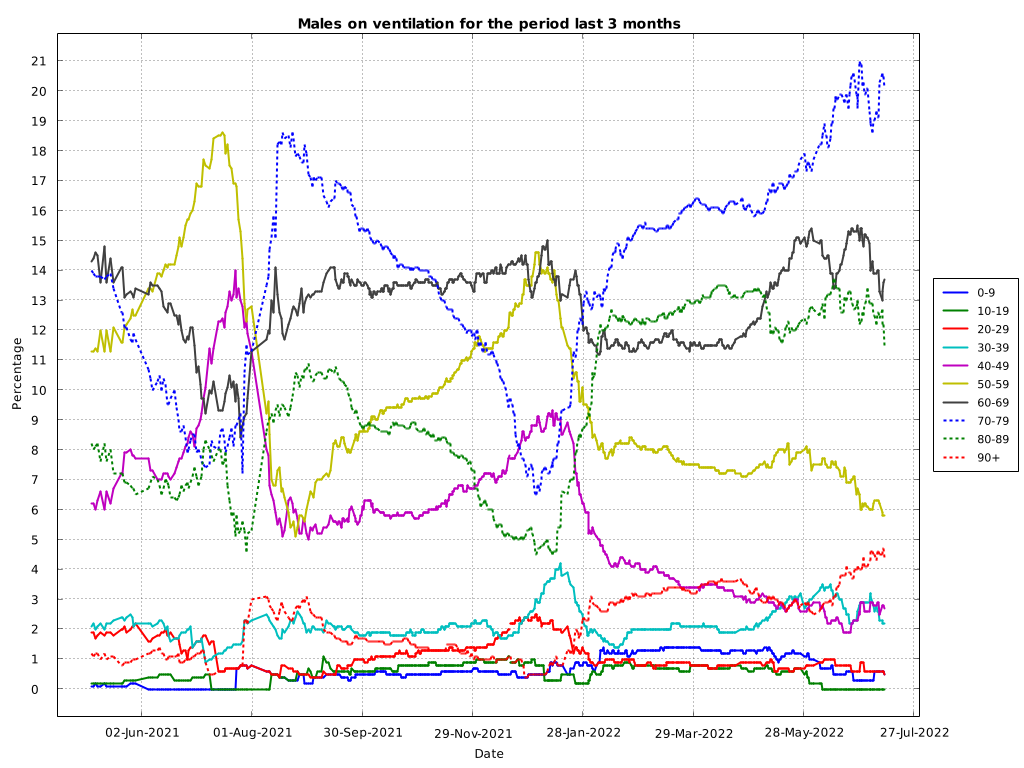 Males on ventilation for the period last 3 months
21
20
19
18
17
16
15
14
13
12
11
10
9
8
7
6
5
4
3
2
1
0
Percentage
02-Jun-2021
01-Aug-2021
30-Sep-2021
29-Nov-2021
28-Jan-2022
29-Mar-2022
28-May-2022
27-Jul-2022
Date
0-9
10-19
20-29
30-39
40-49
50-59
60-69
70-79
80-89
90+